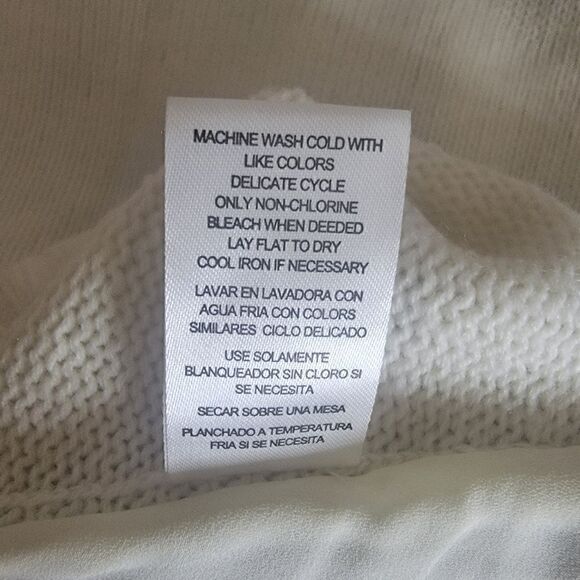 MACHINE WASH COLD WITH
LIKE COLORS
DELICATE CYCLE
ONLY NON-CHLORINE
BLEACH WHEN DEEDED
LAY FLAT TO DRY
COOL IRON IF NECESSARY
LAVAR EN LAVADORA CON
AGUA FRIA CON COLORS
SIMILARES CICLO DELICADO
USE SOLAMENTE
BLANQUEADOR SIN CLORO SI
SE NECESITA
SECAR SOBRE UNA MESA
PLANCHADO A TEMPERATURA
FRIA SI SE NECESITA